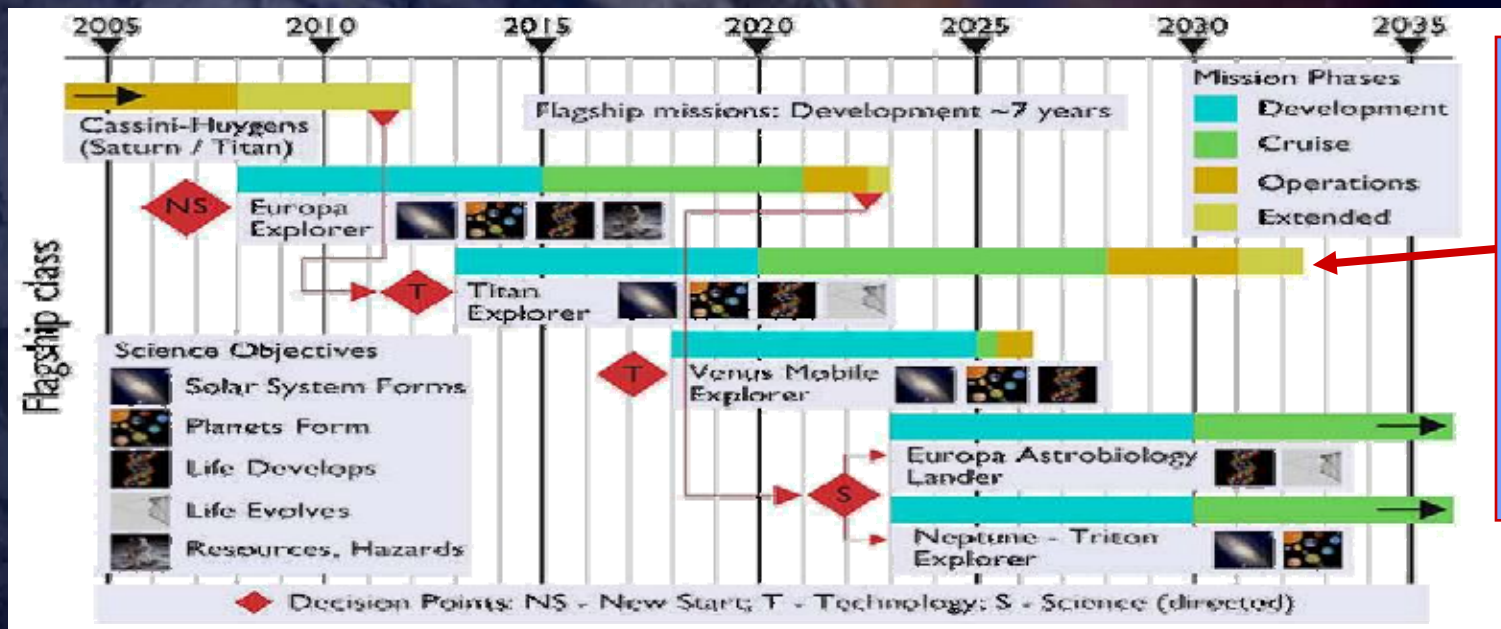 2005 2010 2015 2020 2025 2030 2035
Mission Phases
Development
Cruise
Operations
Extended
Flagship missions: Development ~7 years
Cassini-Huygens
(Saturn / Titan)
NS
Europa
Explorer
T
Titan
Explorer
T
Venus Mobile
Explorer
S
Europa Astrobiology
Lander
Neptune - Triton
Explorer
Flagship class
Science Objectives
Solar System Forms
Planets Form
Life Develops
Life Evolves
Resources, Hazards
Decision Points: NS - New Start; T - Technology; S - Science (directed)